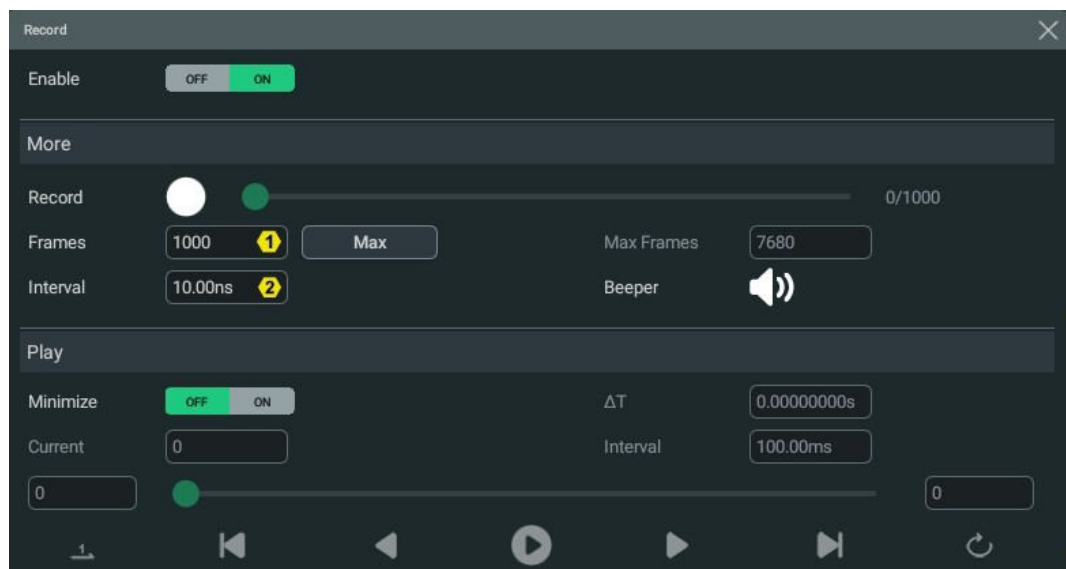 Record
Enable OFF ON
More
Record 0/1000
Frames 1000 1 Max Max Frames 7680
Interval 10.00ns 2 Beeper
Play
Minimize OFF ON ΔT 0.00000000s
Current 0 Interval 100.00ms
0 0
1